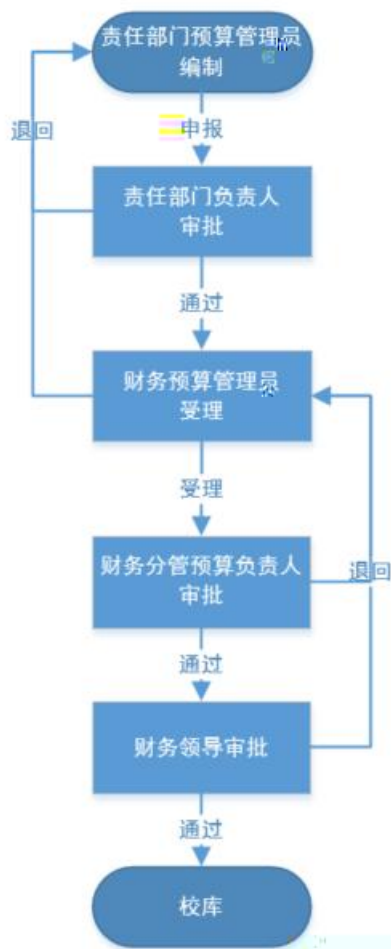 责任部门预算管理员
编制
退回
申报
责任部门负责人
审批
通过
财务预算管理员
受理
受理
财务分管预算负责人
审批
退回
通过
财务领导审批
通过
校库